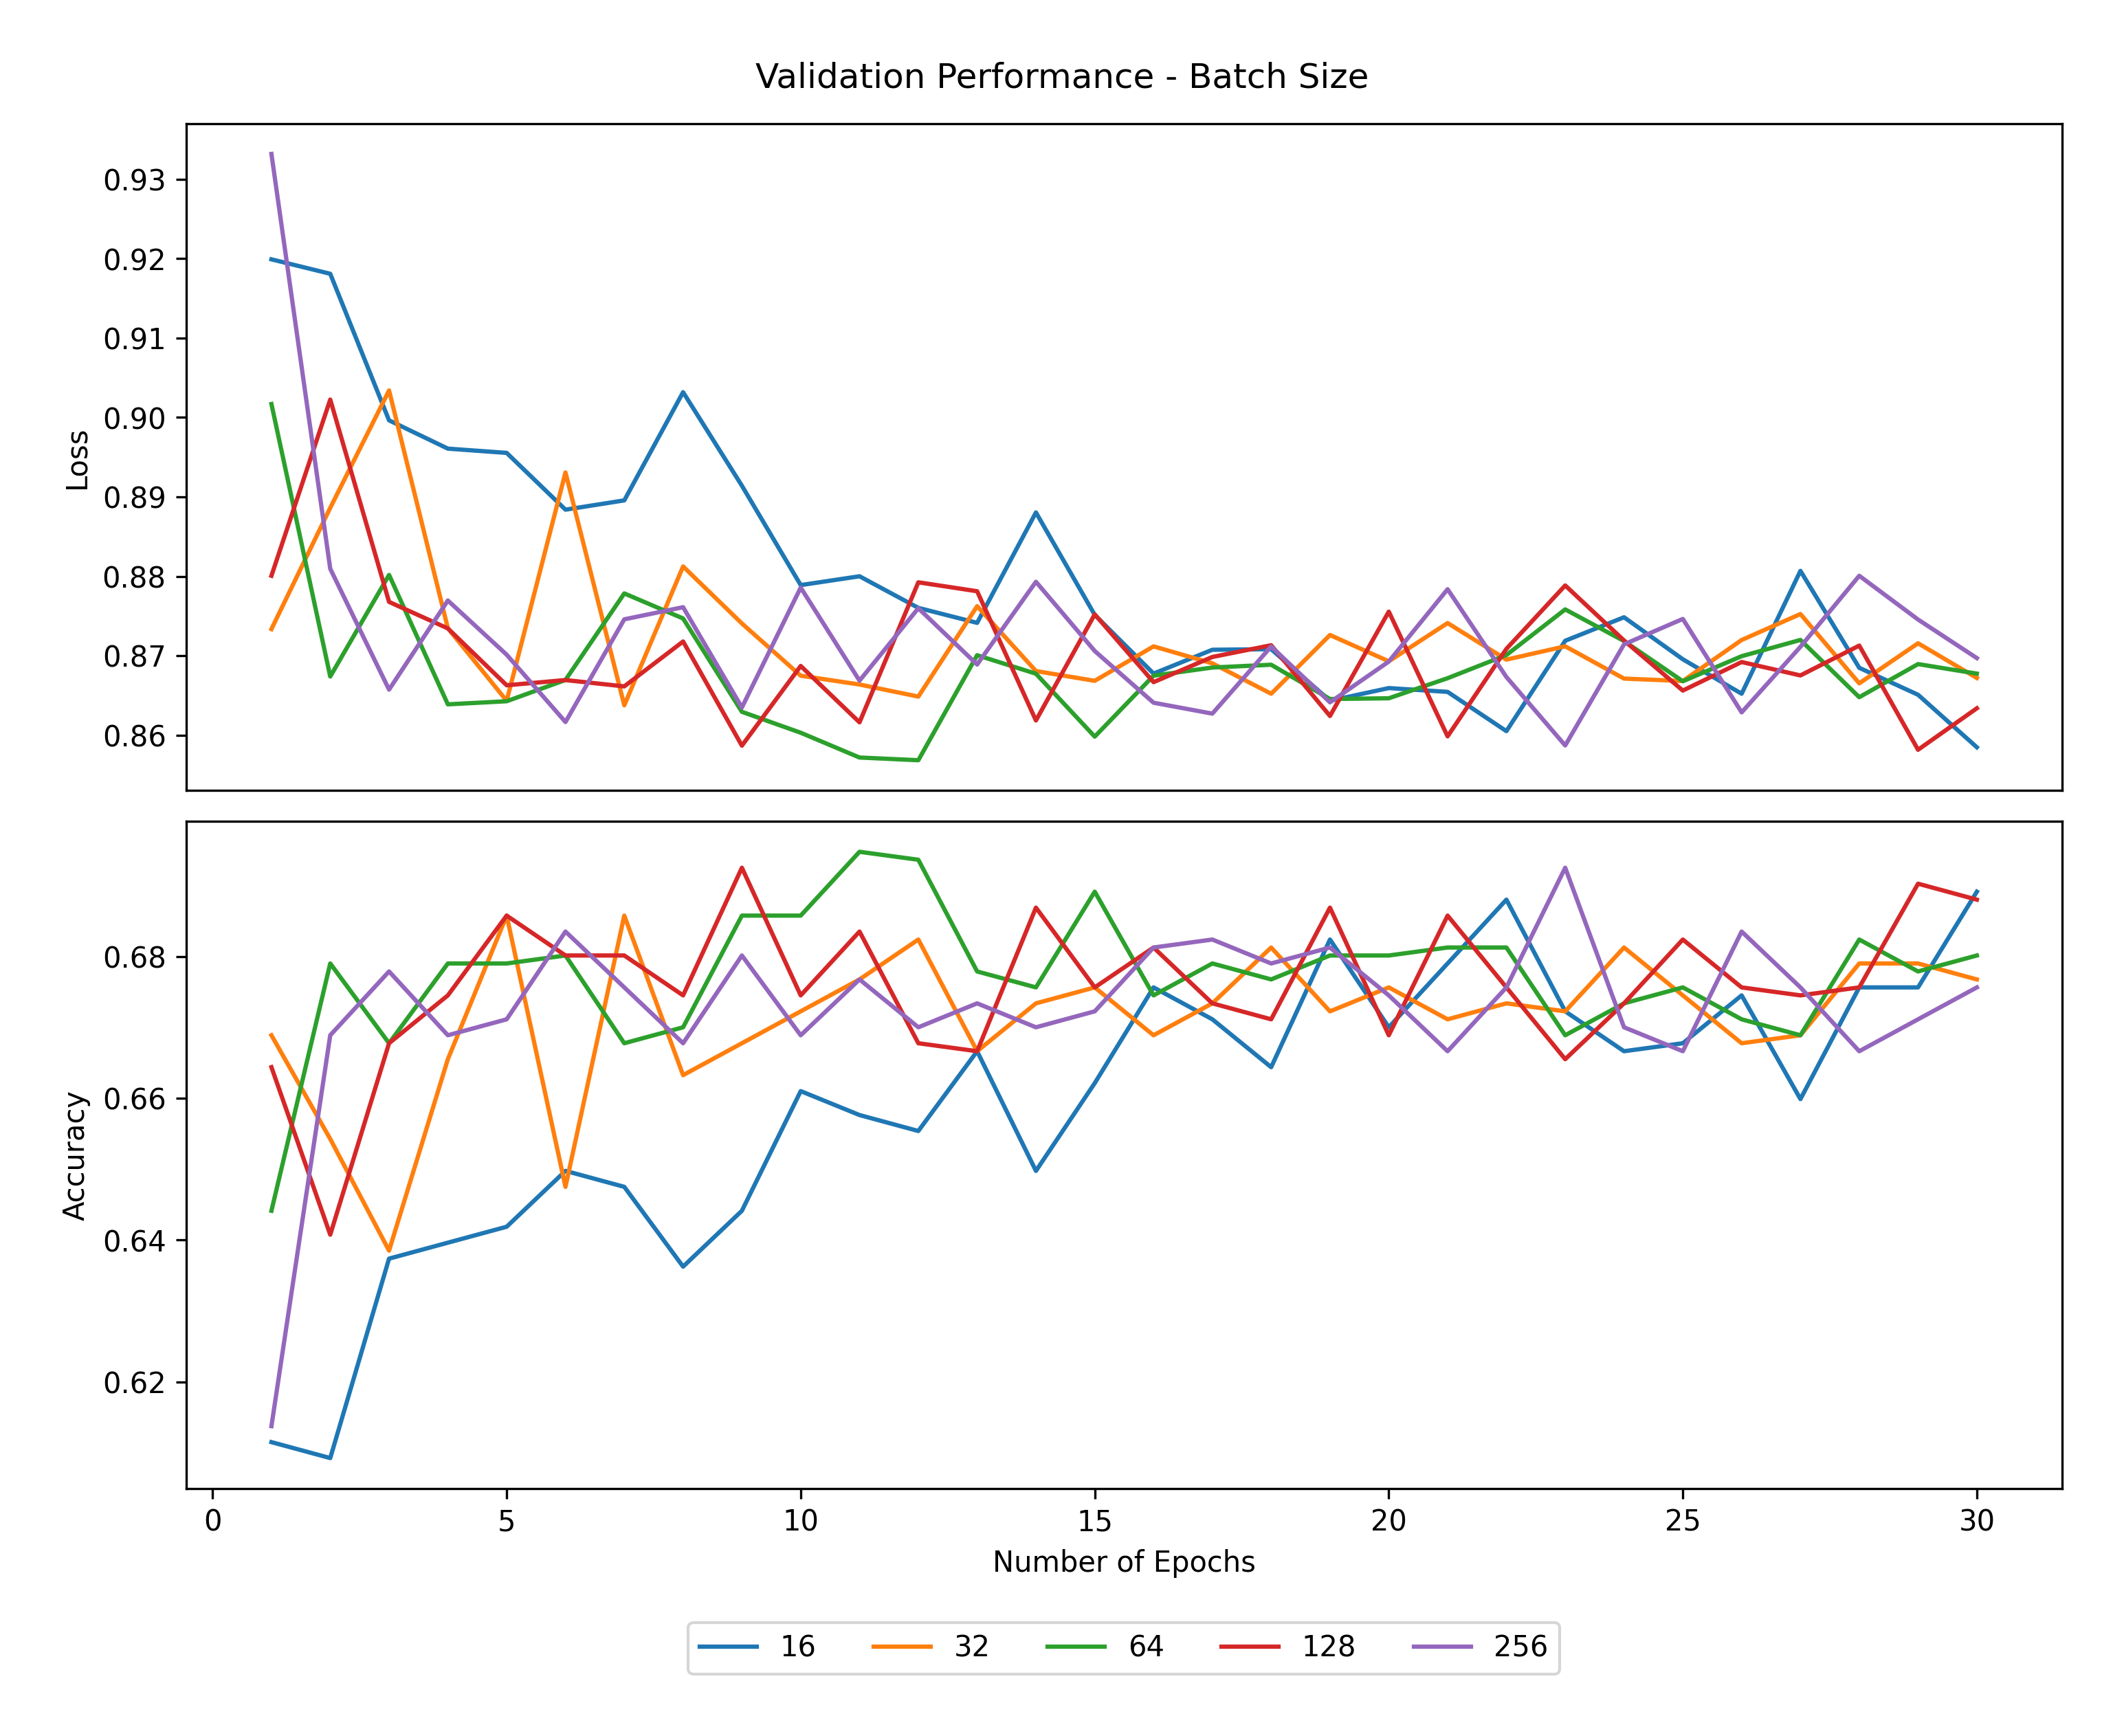 Validation Performance - Batch Size
0.93
0.92
0.91
0.90
0.89
0.88
0.87
0.86
Loss
0.68
0.66
0.64
0.62
Accuracy
0 5 10 15 20 25 30
Number of Epochs
16 32 64 128 256